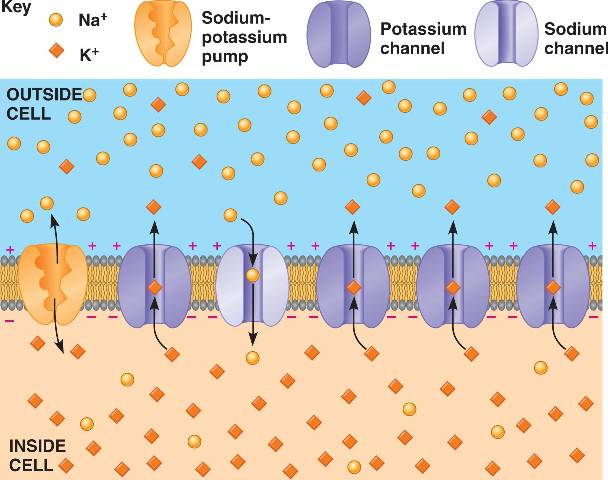 Key
Na+
K+
Sodium-
potassium
pump
Potassium
channel
Sodium
channel
OUTSIDE
CELL
+ + + + + + + + + + + +
− − − − − − − − − − − −
INSIDE
CELL